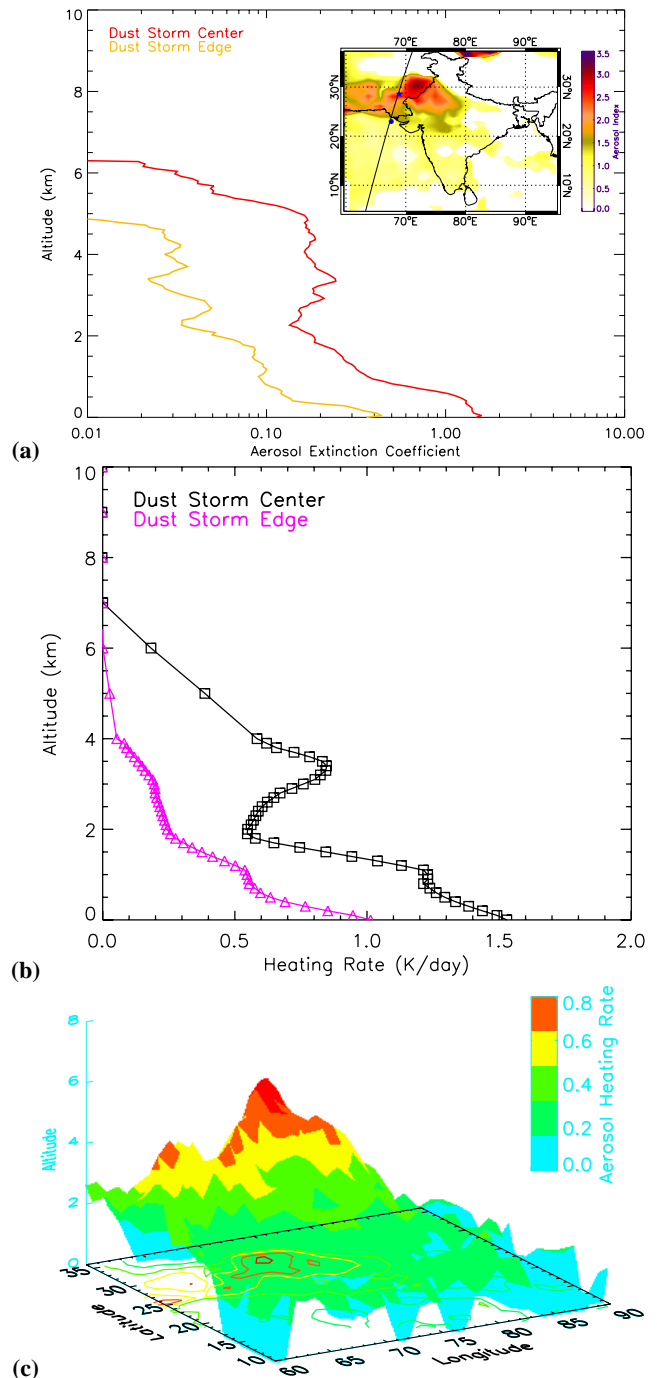 10
8
6
4
2
0
Altitude (km)
Dust Storm Center
Dust Storm Edge
70°E 80°E 90°E
30°N 20°N 10°N
30°N 20°N 10°N
70°E 80°E 90°E
3.5
3.0
2.5
2.0
1.5
1.0
0.5
0.0
Aerosol Index
0.01 0.10 1.00 10.00
Aerosol Extinction Coefficient
(a)
10
8
6
4
2
0
Altitude (km)
Dust Storm Center
Dust Storm Edge
0.0 0.5 1.0 1.5 2.0
Heating Rate (K/day)
(b)
8
6
4
2
0
Altitude
0.8
0.6
0.4
0.2
0.0
Aerosol Heating Rate
35 30 25 20 15 10
Latitude
60 65 70 75 80 85 90
Longitude
(c)